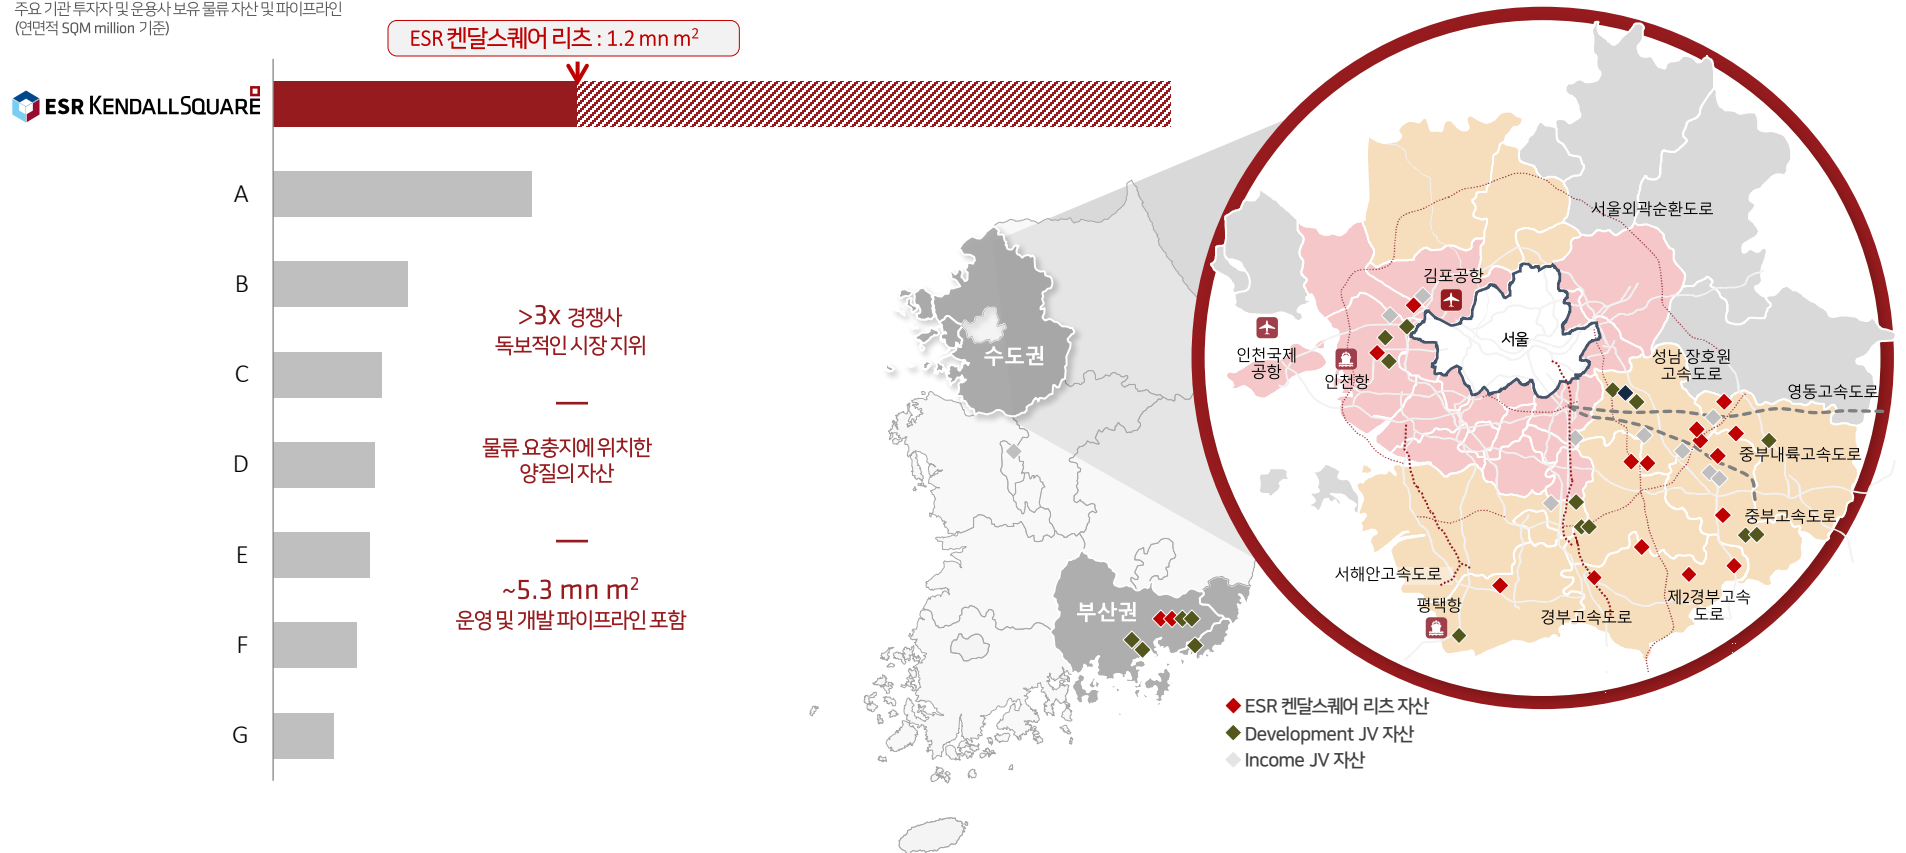 주요 기관 투자자 및 운용사 보유 물류 자산 및 파이프라인
(연면적 SQM million 기준)
ESR 켄달스퀘어 리츠 : 1.2 mn m²
ESR KENDALLSQUARE
A
B
C
D
E
F
G
>3x 경쟁사
독보적인 시장 지위
물류 요충지에 위치한
양질의 자산
~5.3 mn m²
운영 및 개발 파이프라인 포함
수도권
부산권
서울외곽순환도로
김포공항
인천국제
공항
인천항
서울
성남 장호원
고속도로
영동고속도로
중부내륙고속도로
중부고속도로
서해안고속도로
평택항
경부고속도로
제2경부고속
도로
ESR 켄달스퀘어 리츠 자산
Development JV 자산
Income JV 자산